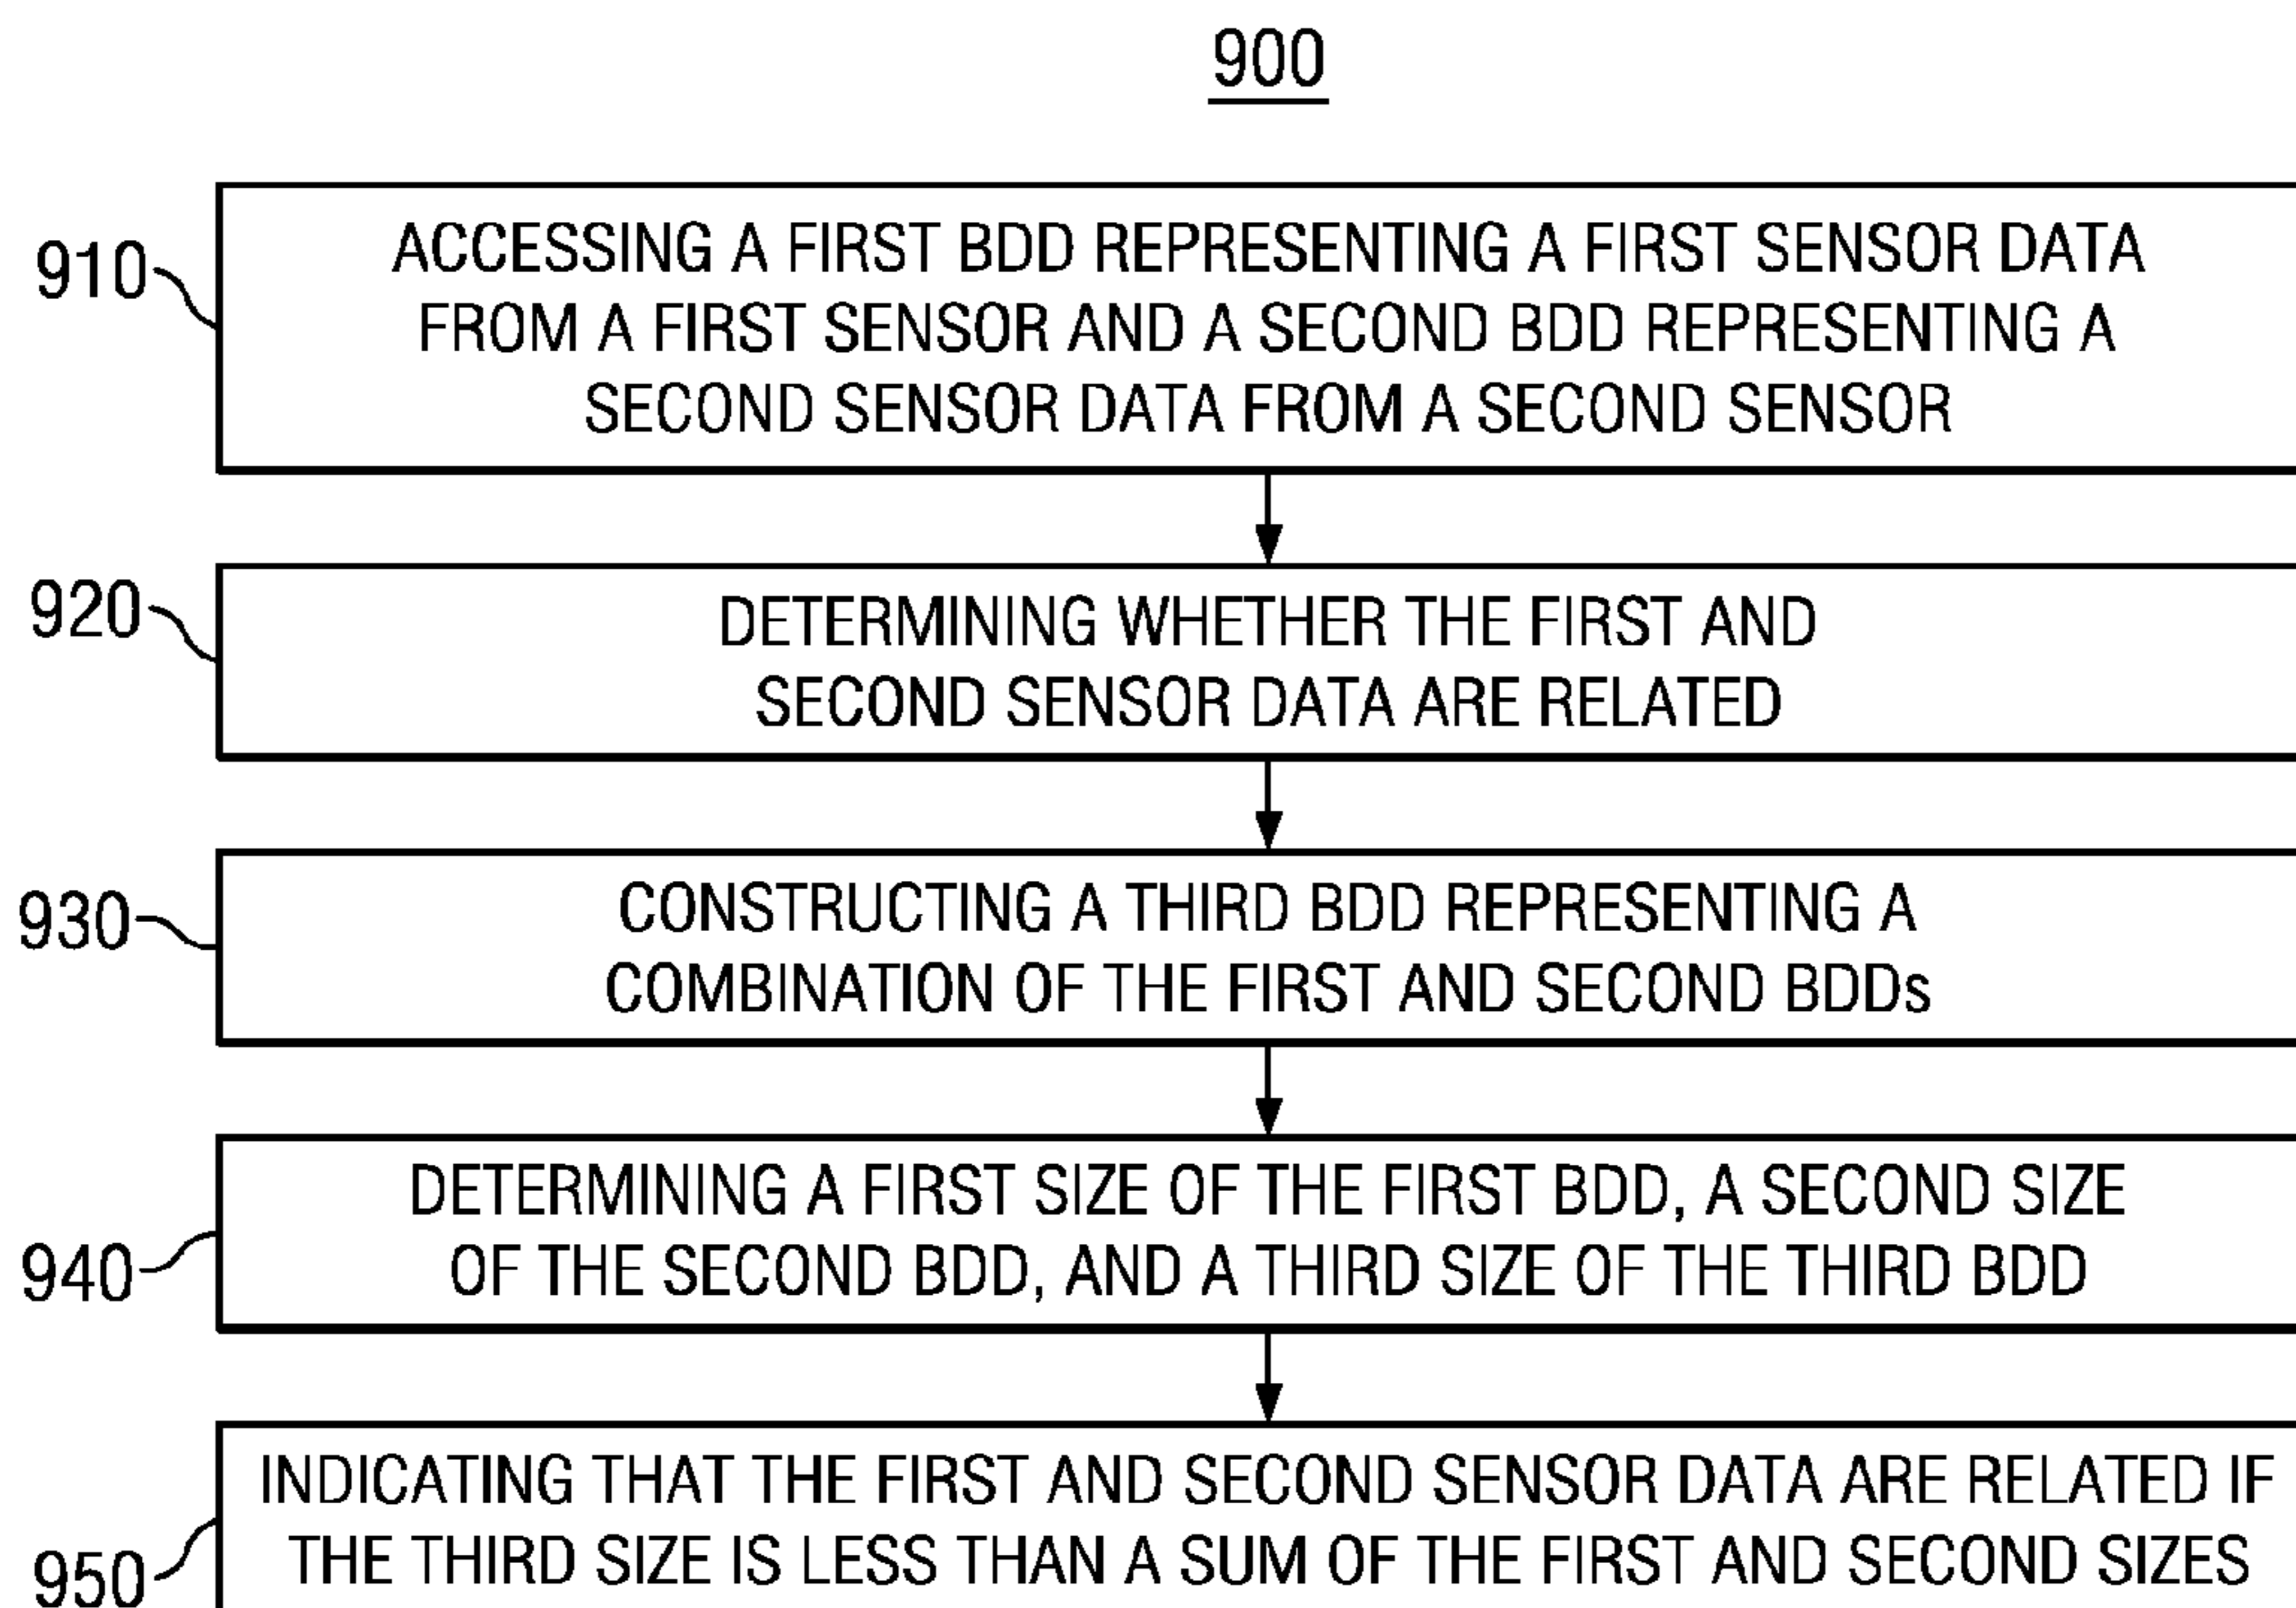 900
910
ACCESSING A FIRST BDD REPRESENTING A FIRST SENSOR DATA
FROM A FIRST SENSOR AND A SECOND BDD REPRESENTING A
SECOND SENSOR DATA FROM A SECOND SENSOR
920
DETERMINING WHETHER THE FIRST AND
SECOND SENSOR DATA ARE RELATED
930
CONSTRUCTING A THIRD BDD REPRESENTING A
COMBINATION OF THE FIRST AND SECOND BDDs
940
DETERMINING A FIRST SIZE OF THE FIRST BDD, A SECOND SIZE
OF THE SECOND BDD, AND A THIRD SIZE OF THE THIRD BDD
950
INDICATING THAT THE FIRST AND SECOND SENSOR DATA ARE RELATED IF
THE THIRD SIZE IS LESS THAN A SUM OF THE FIRST AND SECOND SIZES